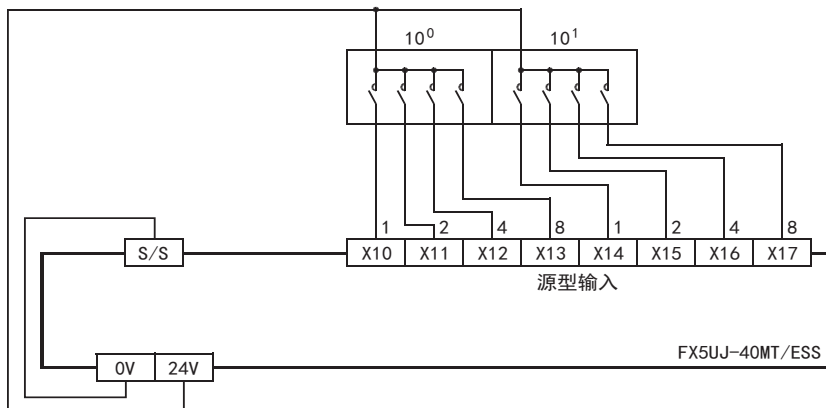 10⁰ 10¹
1 2 4 8 1 2 4 8
S/S X10 X11 X12 X13 X14 X15 X16 X17
源型输入
FX5UJ-40MT/ESS
0V 24V